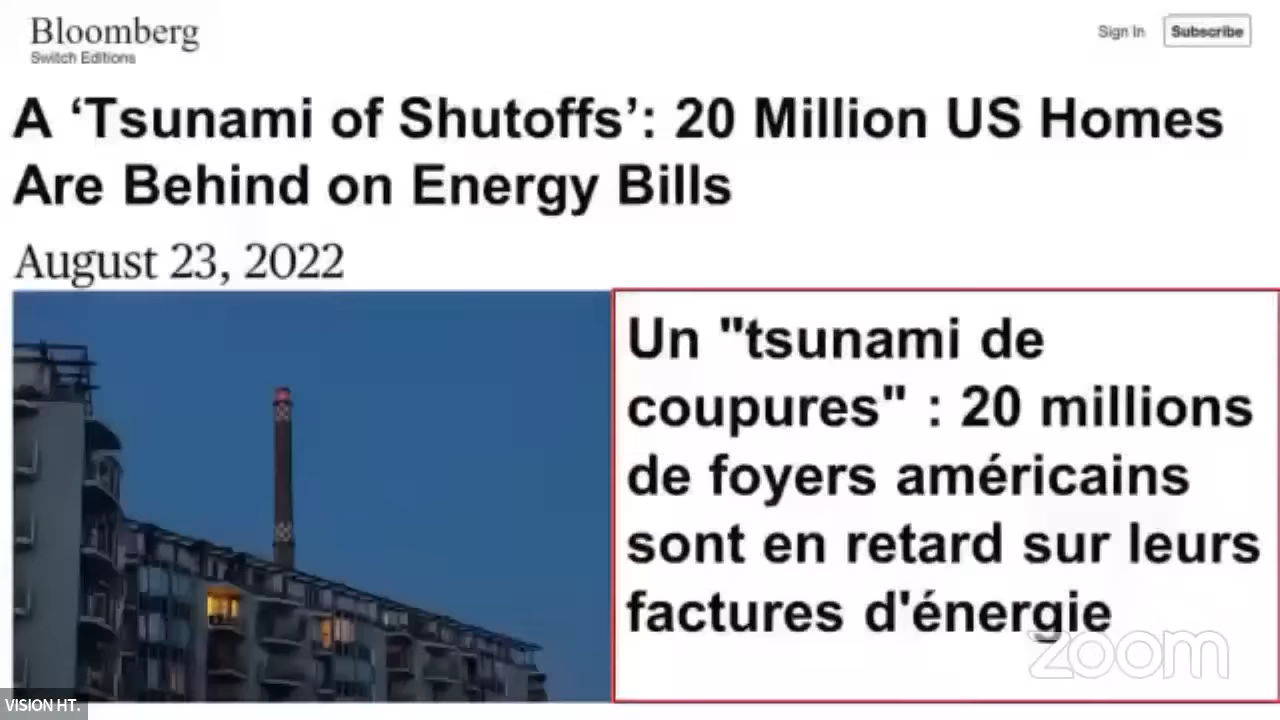 Bloomberg
Switch Editions
Sign In
Subscribe
A ‘Tsunami of Shutoffs’: 20 Million US Homes
Are Behind on Energy Bills
August 23, 2022
Un "tsunami de
coupures" : 20 millions
de foyers américains
sont en retard sur leurs
factures d'énergie
zoom
VISION HT.